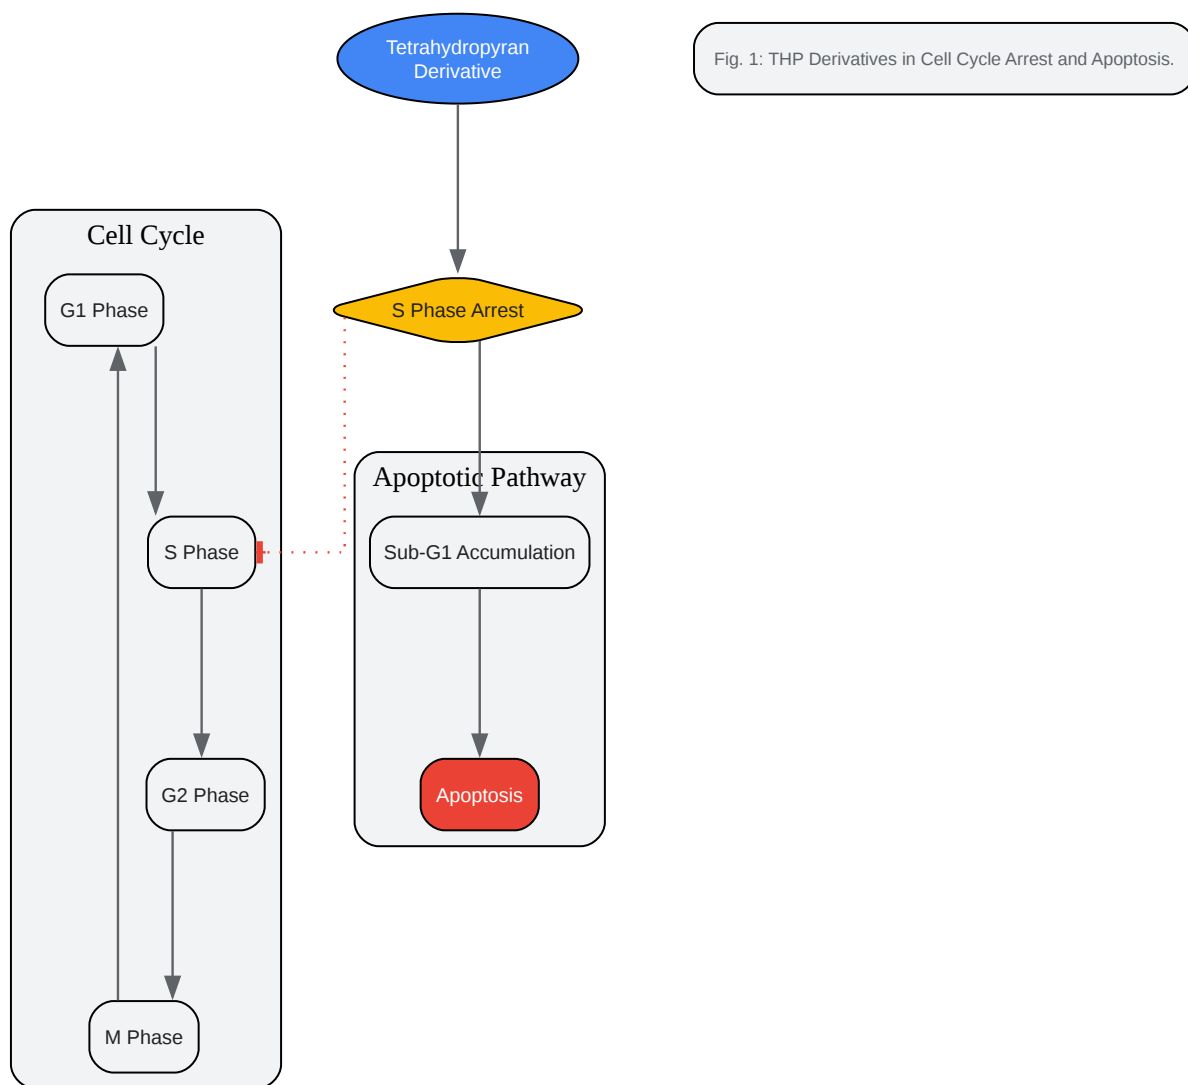 Tetrahydropyran
Derivative
Fig. 1: THP Derivatives in Cell Cycle Arrest and Apoptosis.
Cell Cycle
G1 Phase
S Phase Arrest
Apoptotic Pathway
S Phase
Sub-G1 Accumulation
G2 Phase
Apoptosis
M Phase